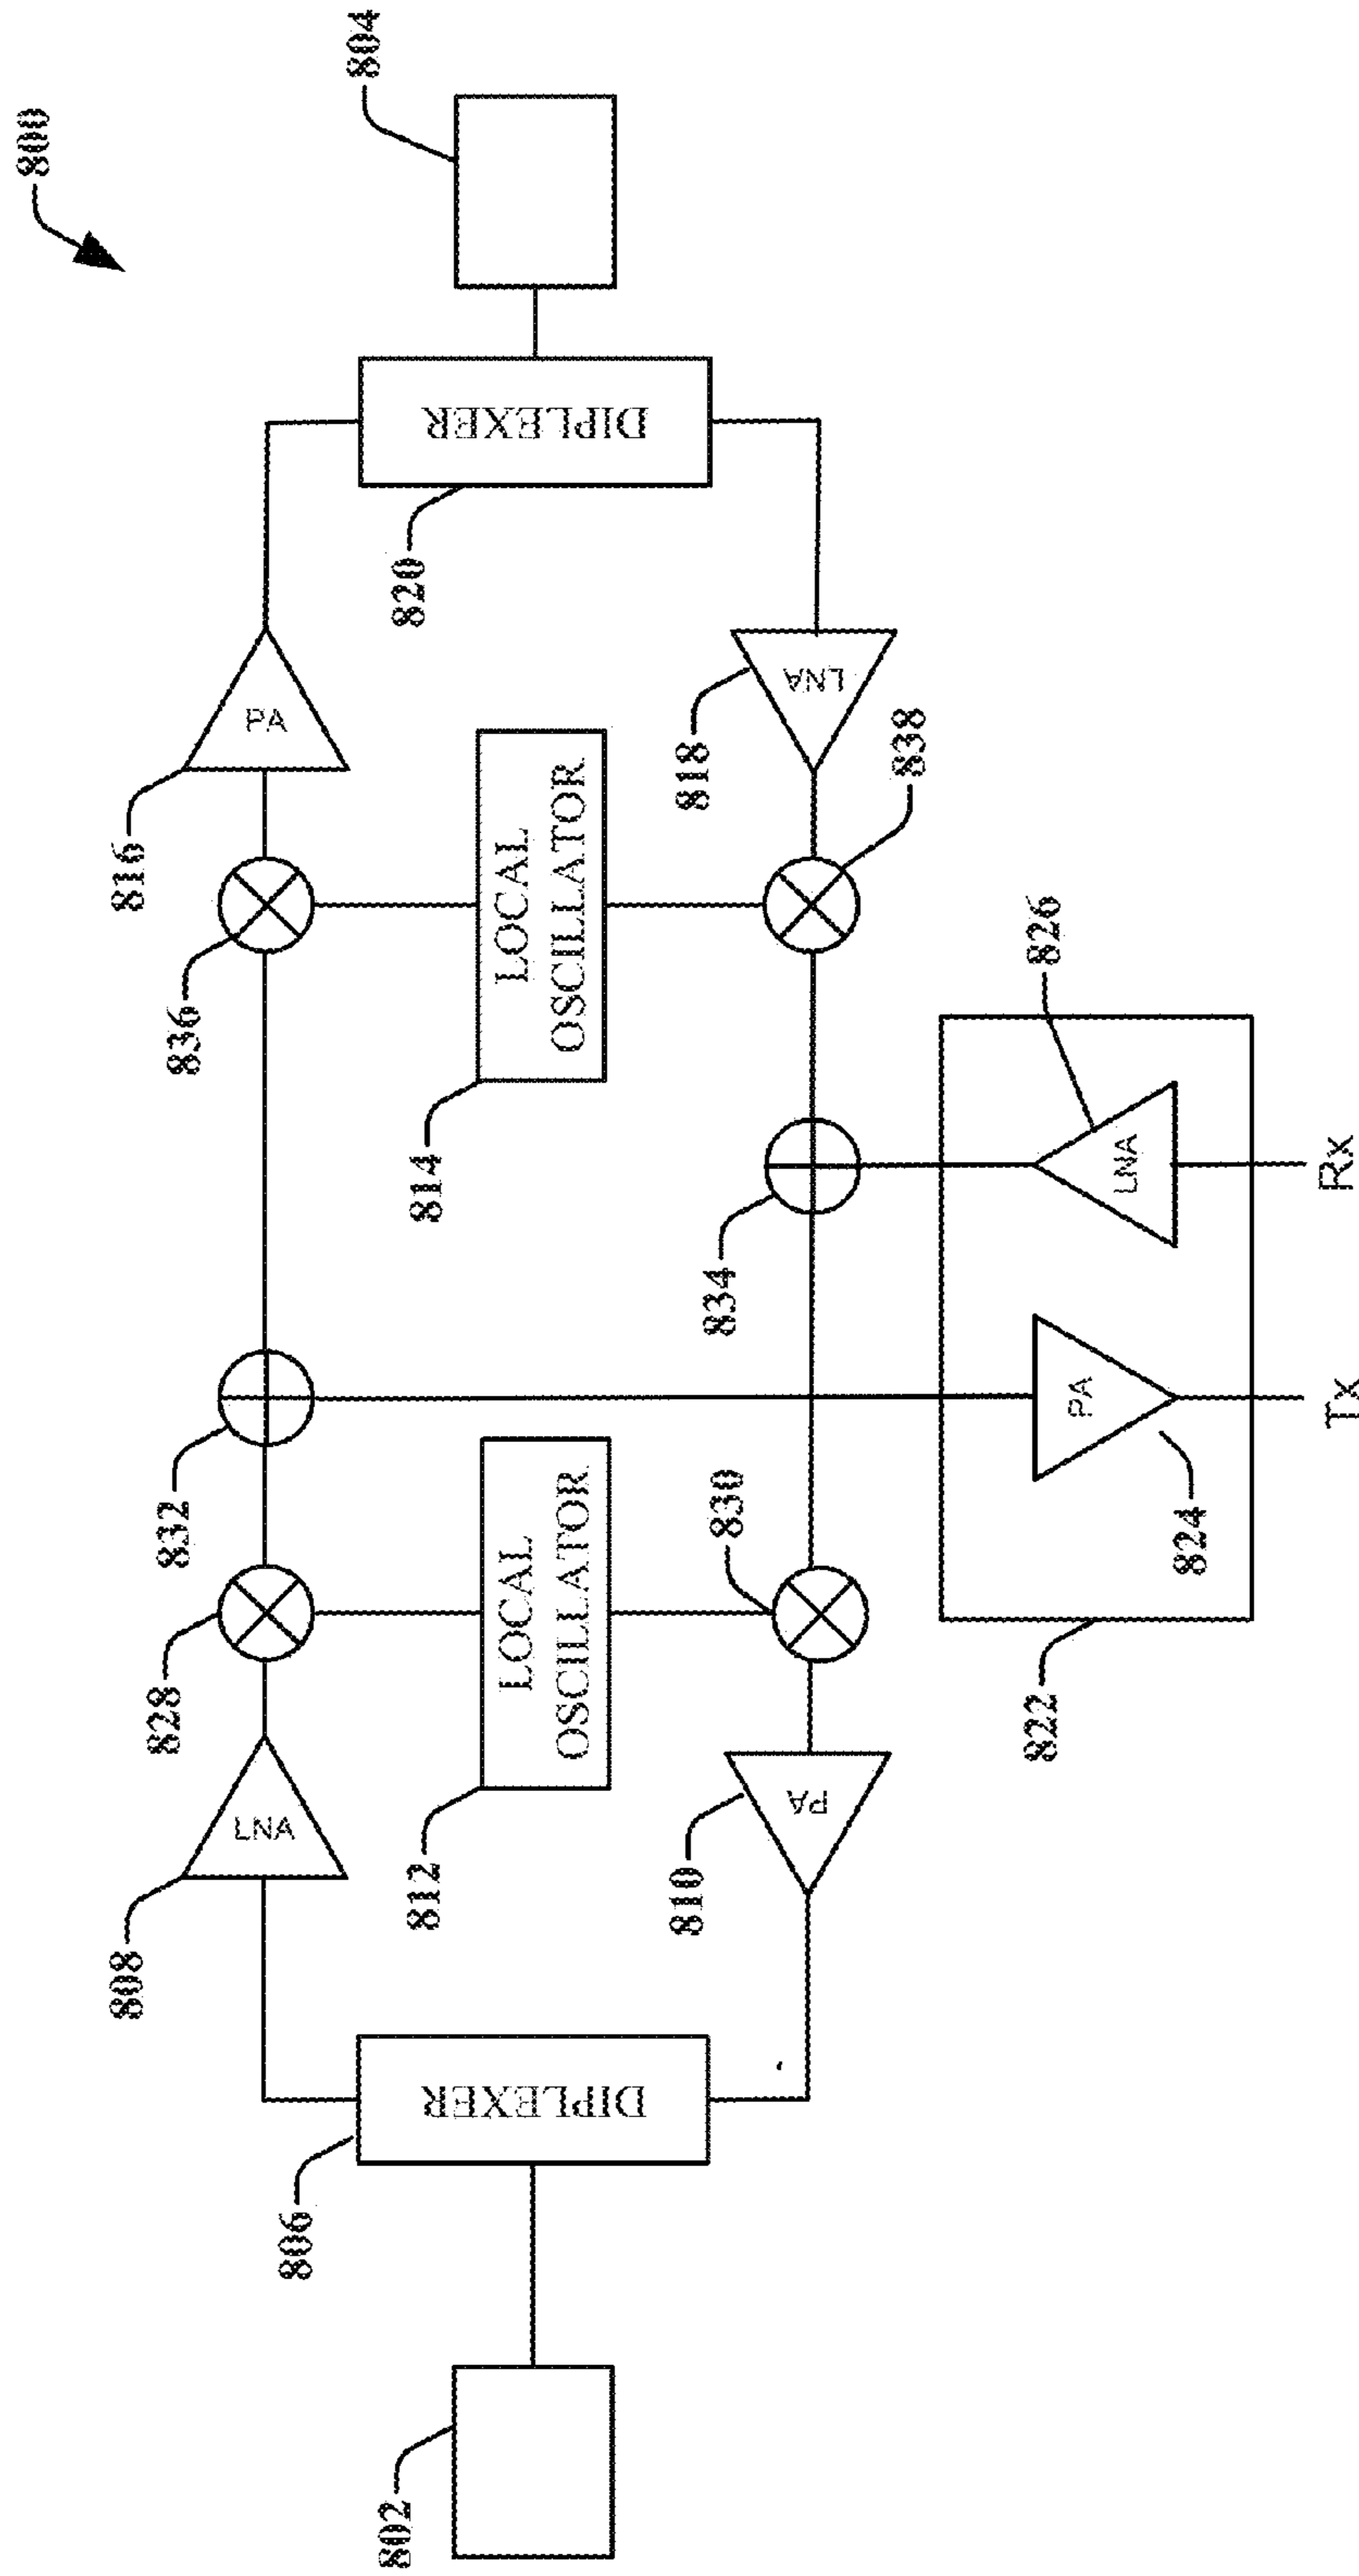 800
804
816
PA
836
820
DIPLEXER
814
LOCAL
OSCILLATOR
818
LNA
838
832
834
826
LNA
Rx
828
808
LNA
812
LOCAL
OSCILLATOR
830
810
PA
PA
824
Tx
822
806
DIPLEXER
802